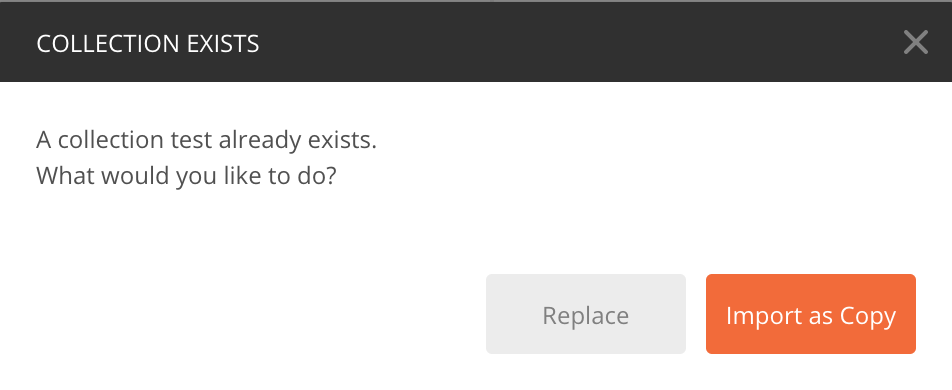 COLLECTION EXISTS
A collection test already exists.
What would you like to do?
Replace
Import as Copy